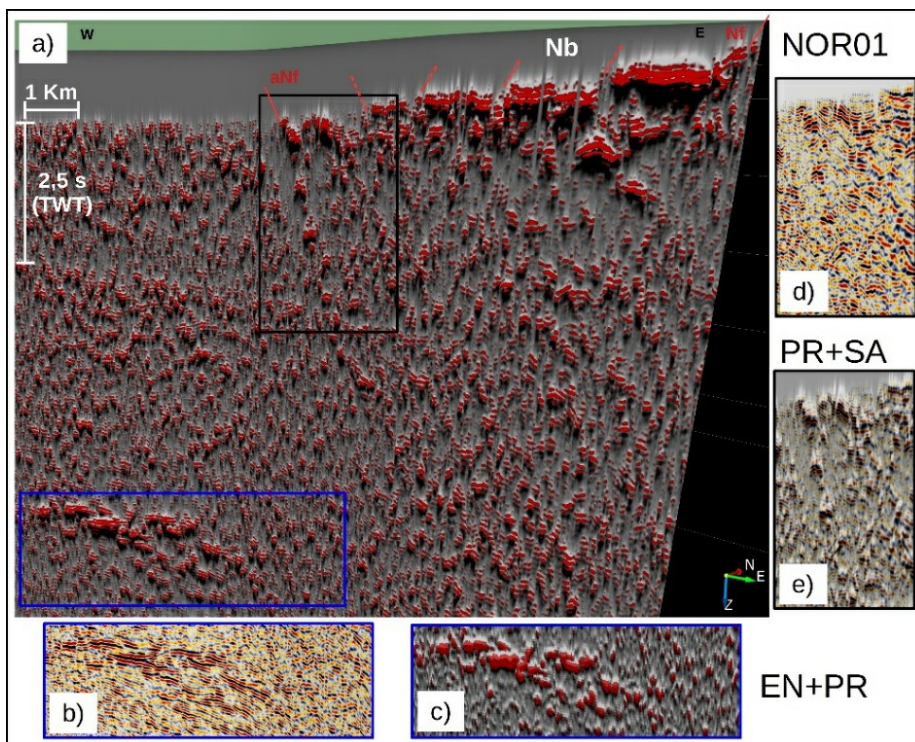 a)
W
E
Nf
NOR01
Nb
aNf
1 Km
2,5 s
(TWT)
d)
PR+SA
e)
N
E
Z
b)
c)
EN+PR